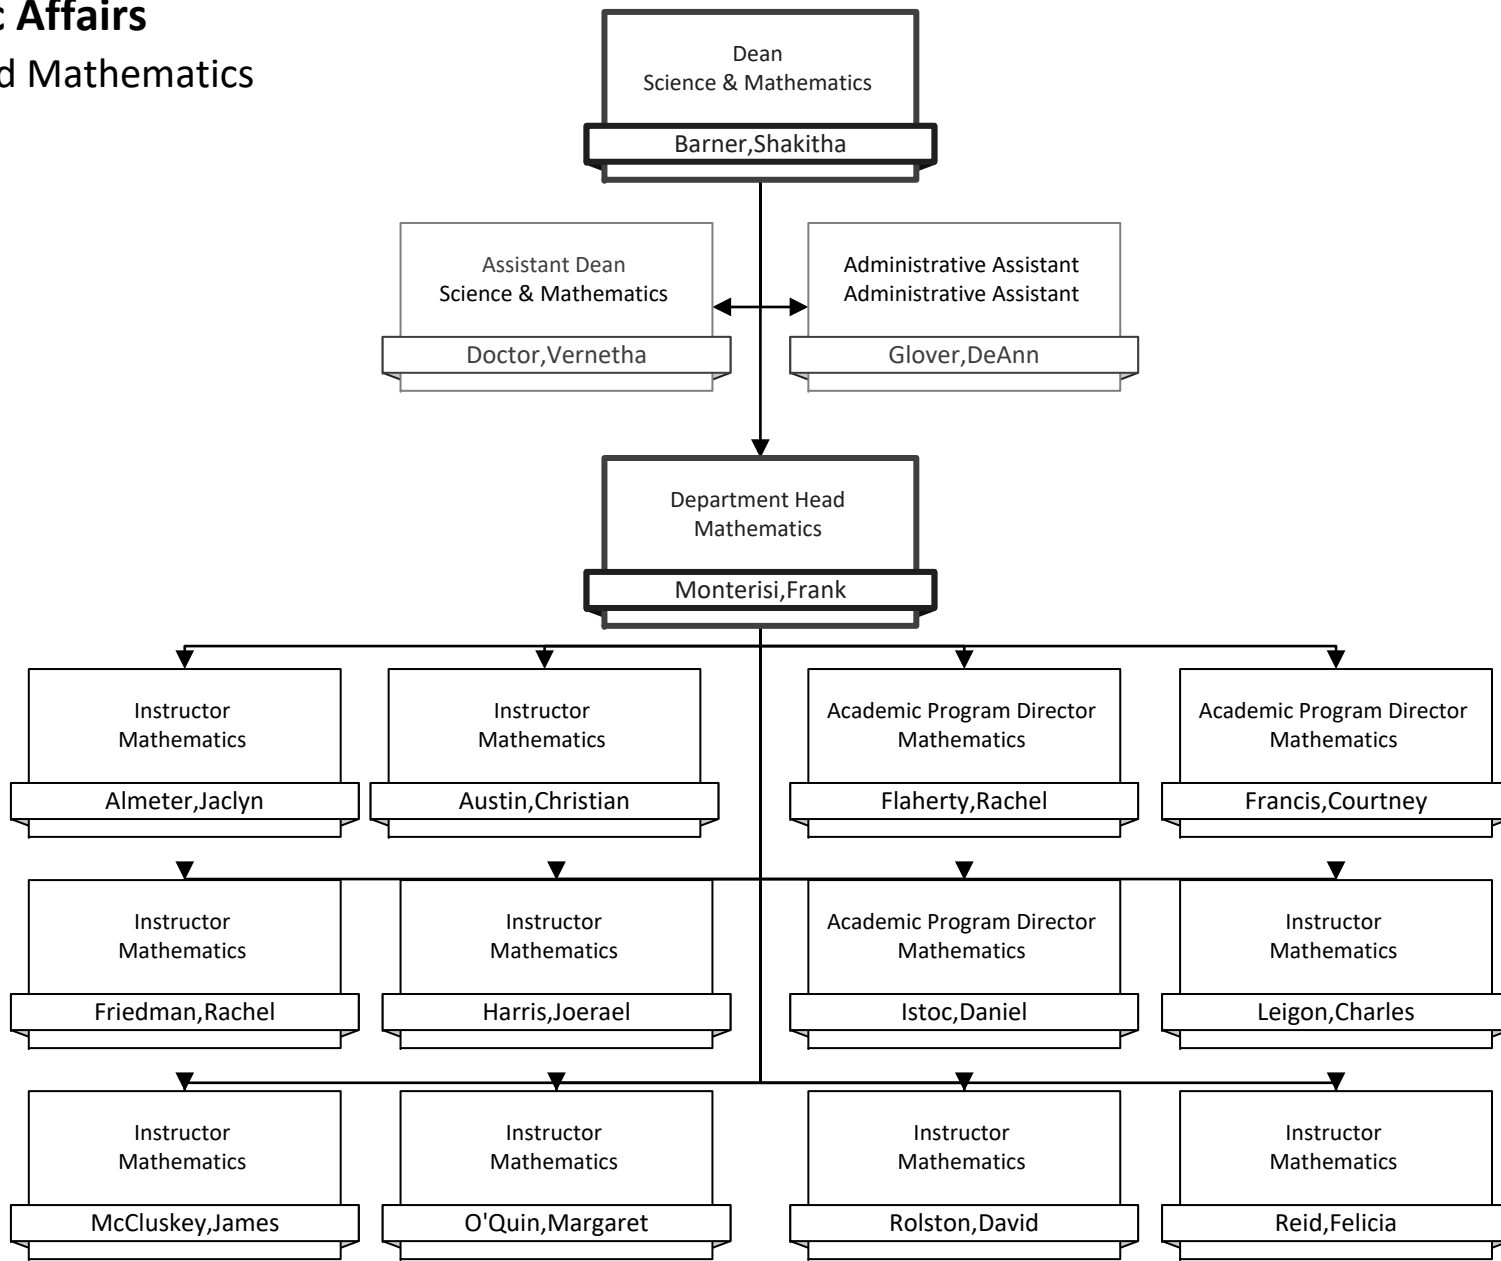 Affairs
Mathematics
Dean
Science & Mathematics
Barner,Shakitha
Assistant Dean
Science & Mathematics
Doctor,Vernetha
Administrative Assistant
Administrative Assistant
Glover,DeAnn
Department Head
Mathematics
Monterisi,Frank
Instructor
Mathematics
Almeter,Jaclyn
Instructor
Mathematics
Austin,Christian
Academic Program Director
Mathematics
Flaherty,Rachel
Academic Program Director
Mathematics
Francis,Courtney
Instructor
Mathematics
Friedman,Rachel
Instructor
Mathematics
Harris,Joerael
Academic Program Director
Mathematics
Istoc,Daniel
Instructor
Mathematics
Leigon,Charles
Instructor
Mathematics
McCluskey,James
Instructor
Mathematics
O'Quin,Margaret
Instructor
Mathematics
Rolston,David
Instructor
Mathematics
Reid,Felicia